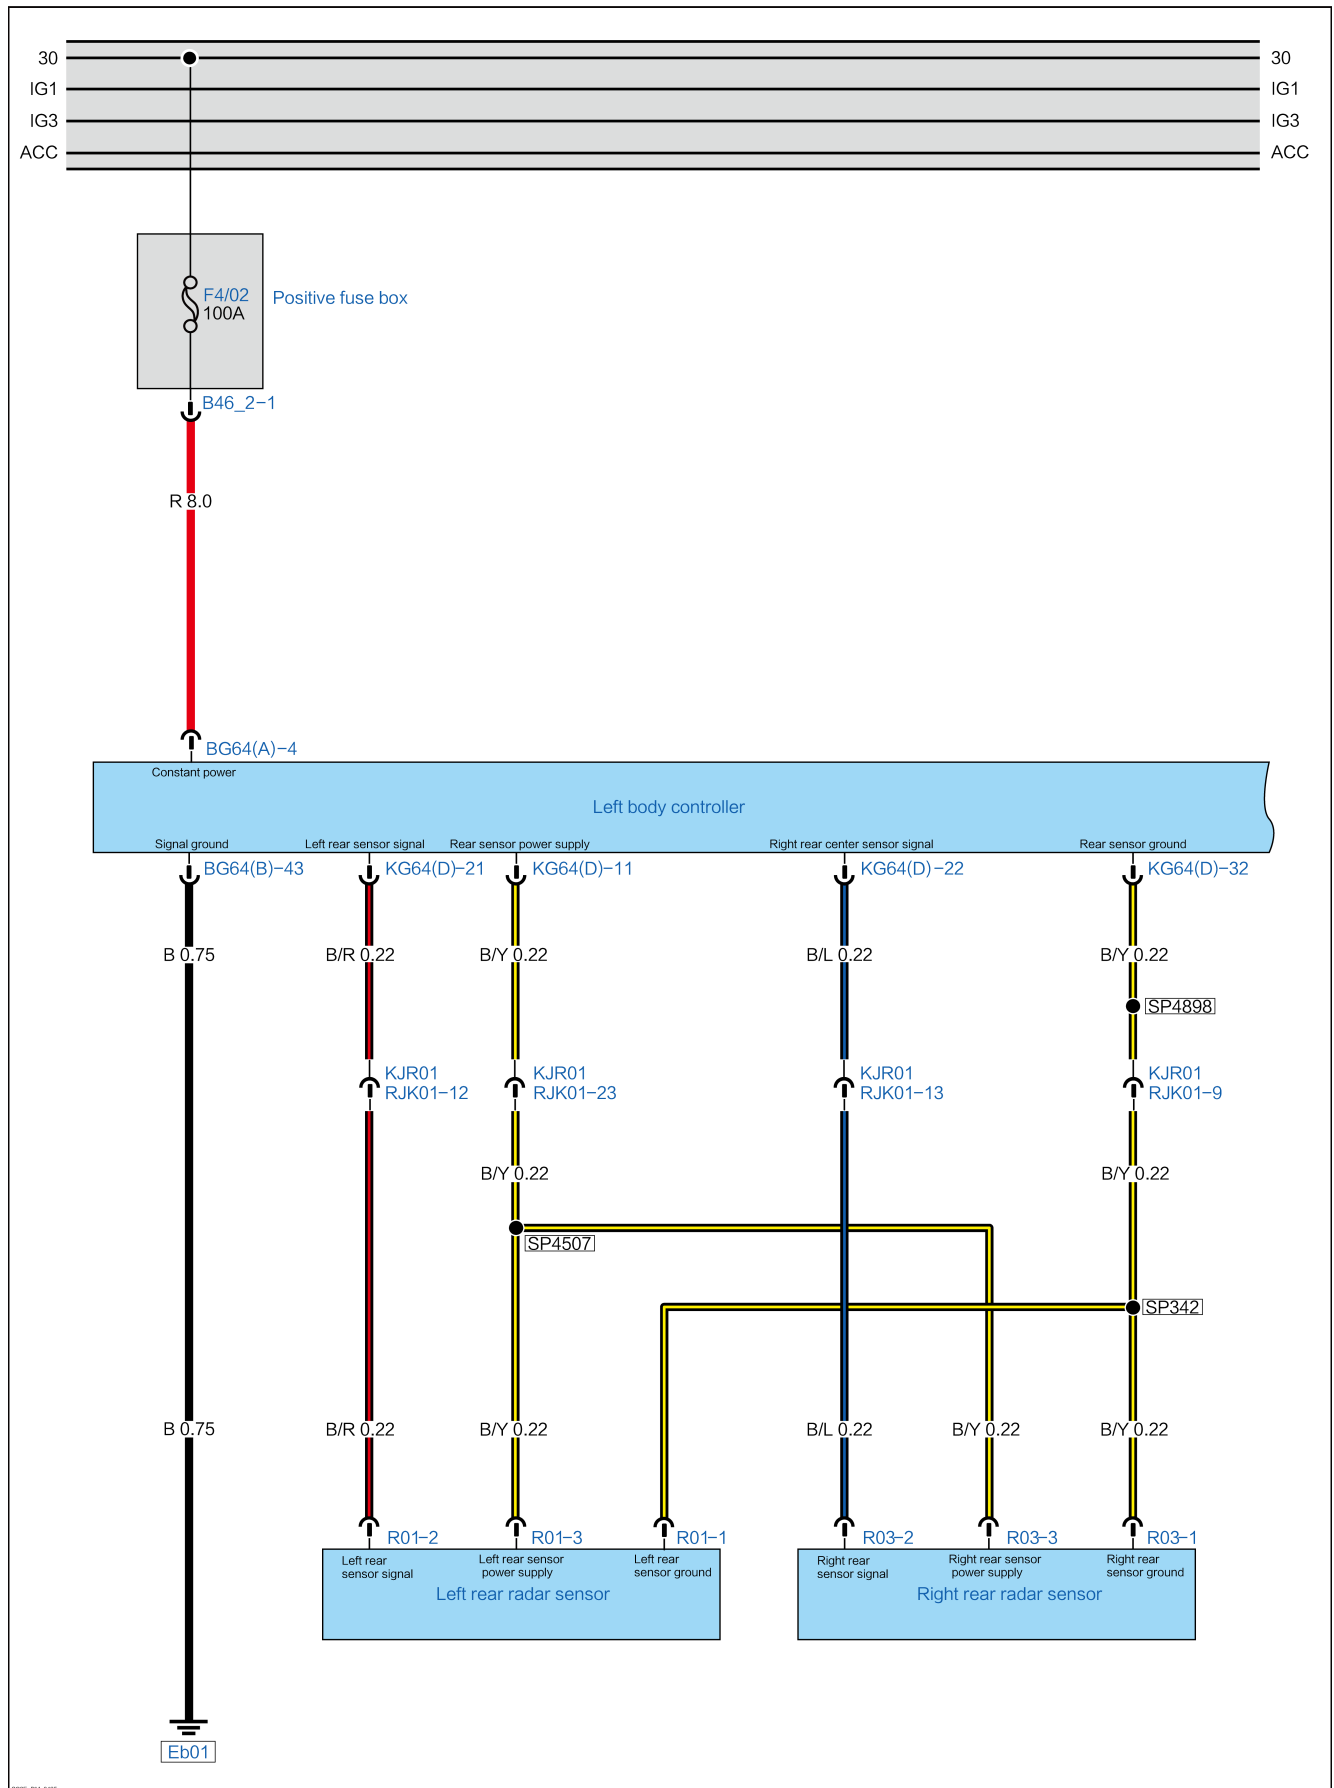 30 30
IG1 IG1
IG3 IG3
ACC ACC
F4/02
100A
Positive fuse box
B46_2-1
R 8.0
BG64(A)-4
Constant power
Left body controller
Signal ground Left rear sensor signal Rear sensor power supply Right rear center sensor signal Rear sensor ground
BG64(B)-43 KG64(D)-21 KG64(D)-11 KG64(D)-22 KG64(D)-32
B 0.75 B/R 0.22 B/Y 0.22 B/L 0.22 B/Y 0.22
SP4898
KJR01 KJR01 KJR01 KJR01
RJK01-12 RJK01-23 RJK01-13 RJK01-9
B/Y 0.22 B/Y 0.22
SP4507
SP342
B 0.75 B/R 0.22 B/Y 0.22 B/L 0.22 B/Y 0.22 B/Y 0.22
R01-2 R01-3 R01-1 R03-2 R03-3 R03-1
Left rear Left rear sensor Left rear Right rear Right rear sensor Right rear
sensor signal power supply sensor ground sensor signal power supply sensor ground
Left rear radar sensor Right rear radar sensor
Eb01